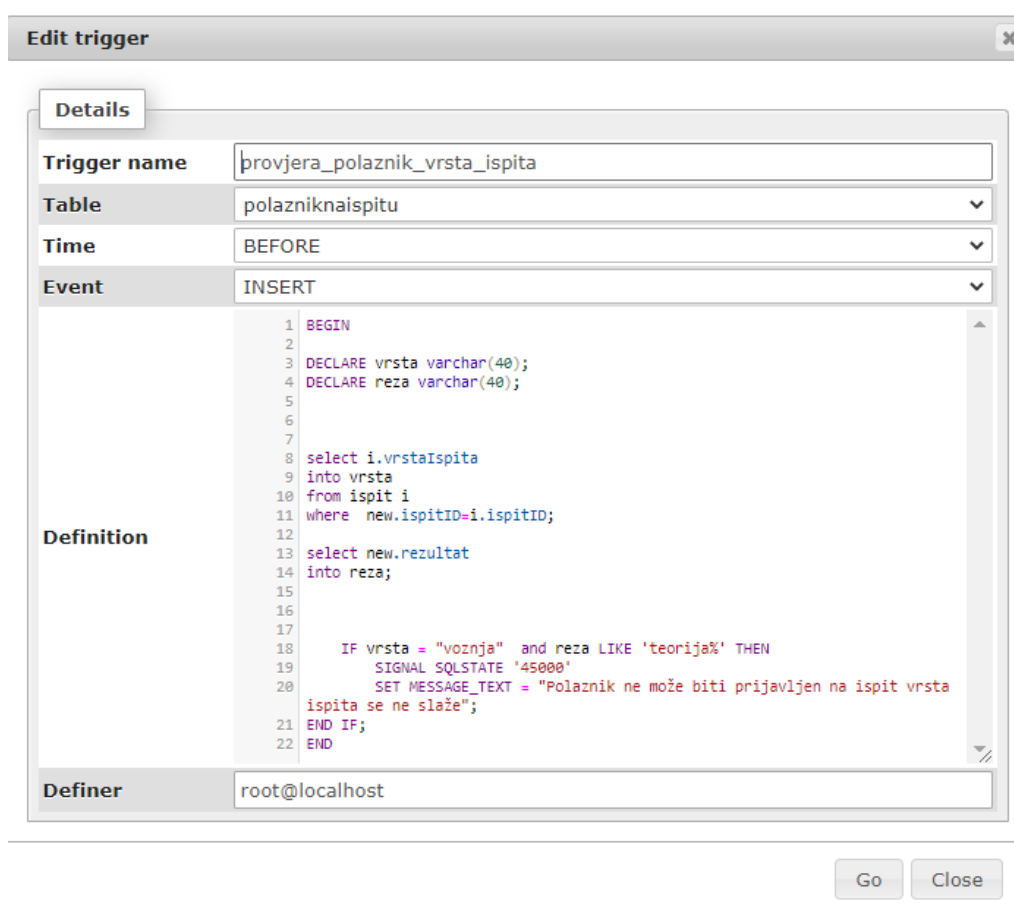 Edit trigger
Details
Trigger name provjera_polaznik_vrsta_ispita
Table polazniknaispitu
Time BEFORE
Event INSERT
Definition
1 BEGIN
2
3 DECLARE vrsta varchar(40);
4 DECLARE reza varchar(40);
5
6
7
8 select i.vrstaIspita
9 into vrsta
10 from ispit i
11 where  new.ispitID=i.ispitID;
12
13 select new.rezultat
14 into reza;
15
16
17
18     IF vrsta = "voznja"  and reza LIKE 'teorija%' THEN
19         SIGNAL SQLSTATE '45000'
20         SET MESSAGE_TEXT = "Polaznik ne može biti prijavljen na ispit vrsta
ispita se ne slaže";
21 END IF;
22 END
Definer root@localhost
Go Close